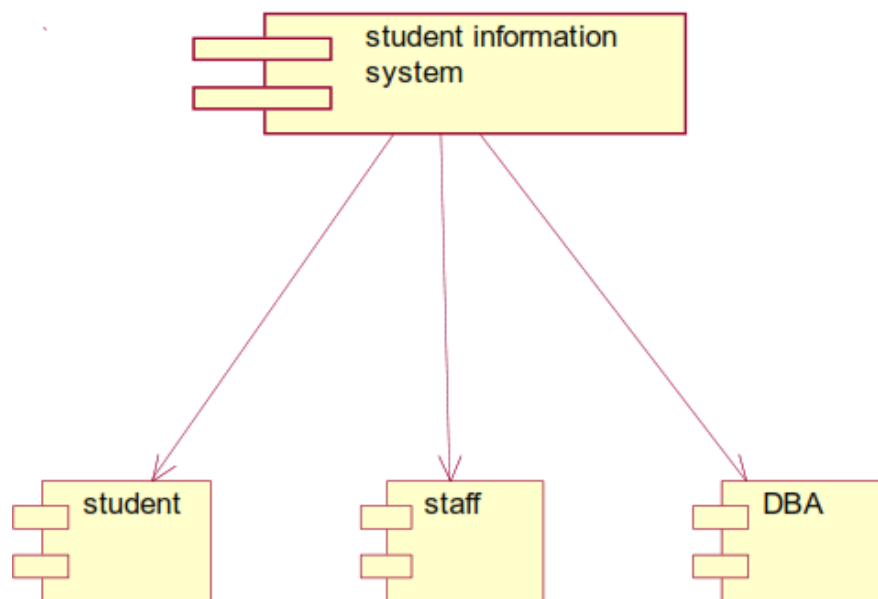 student information
system
student
staff
DBA